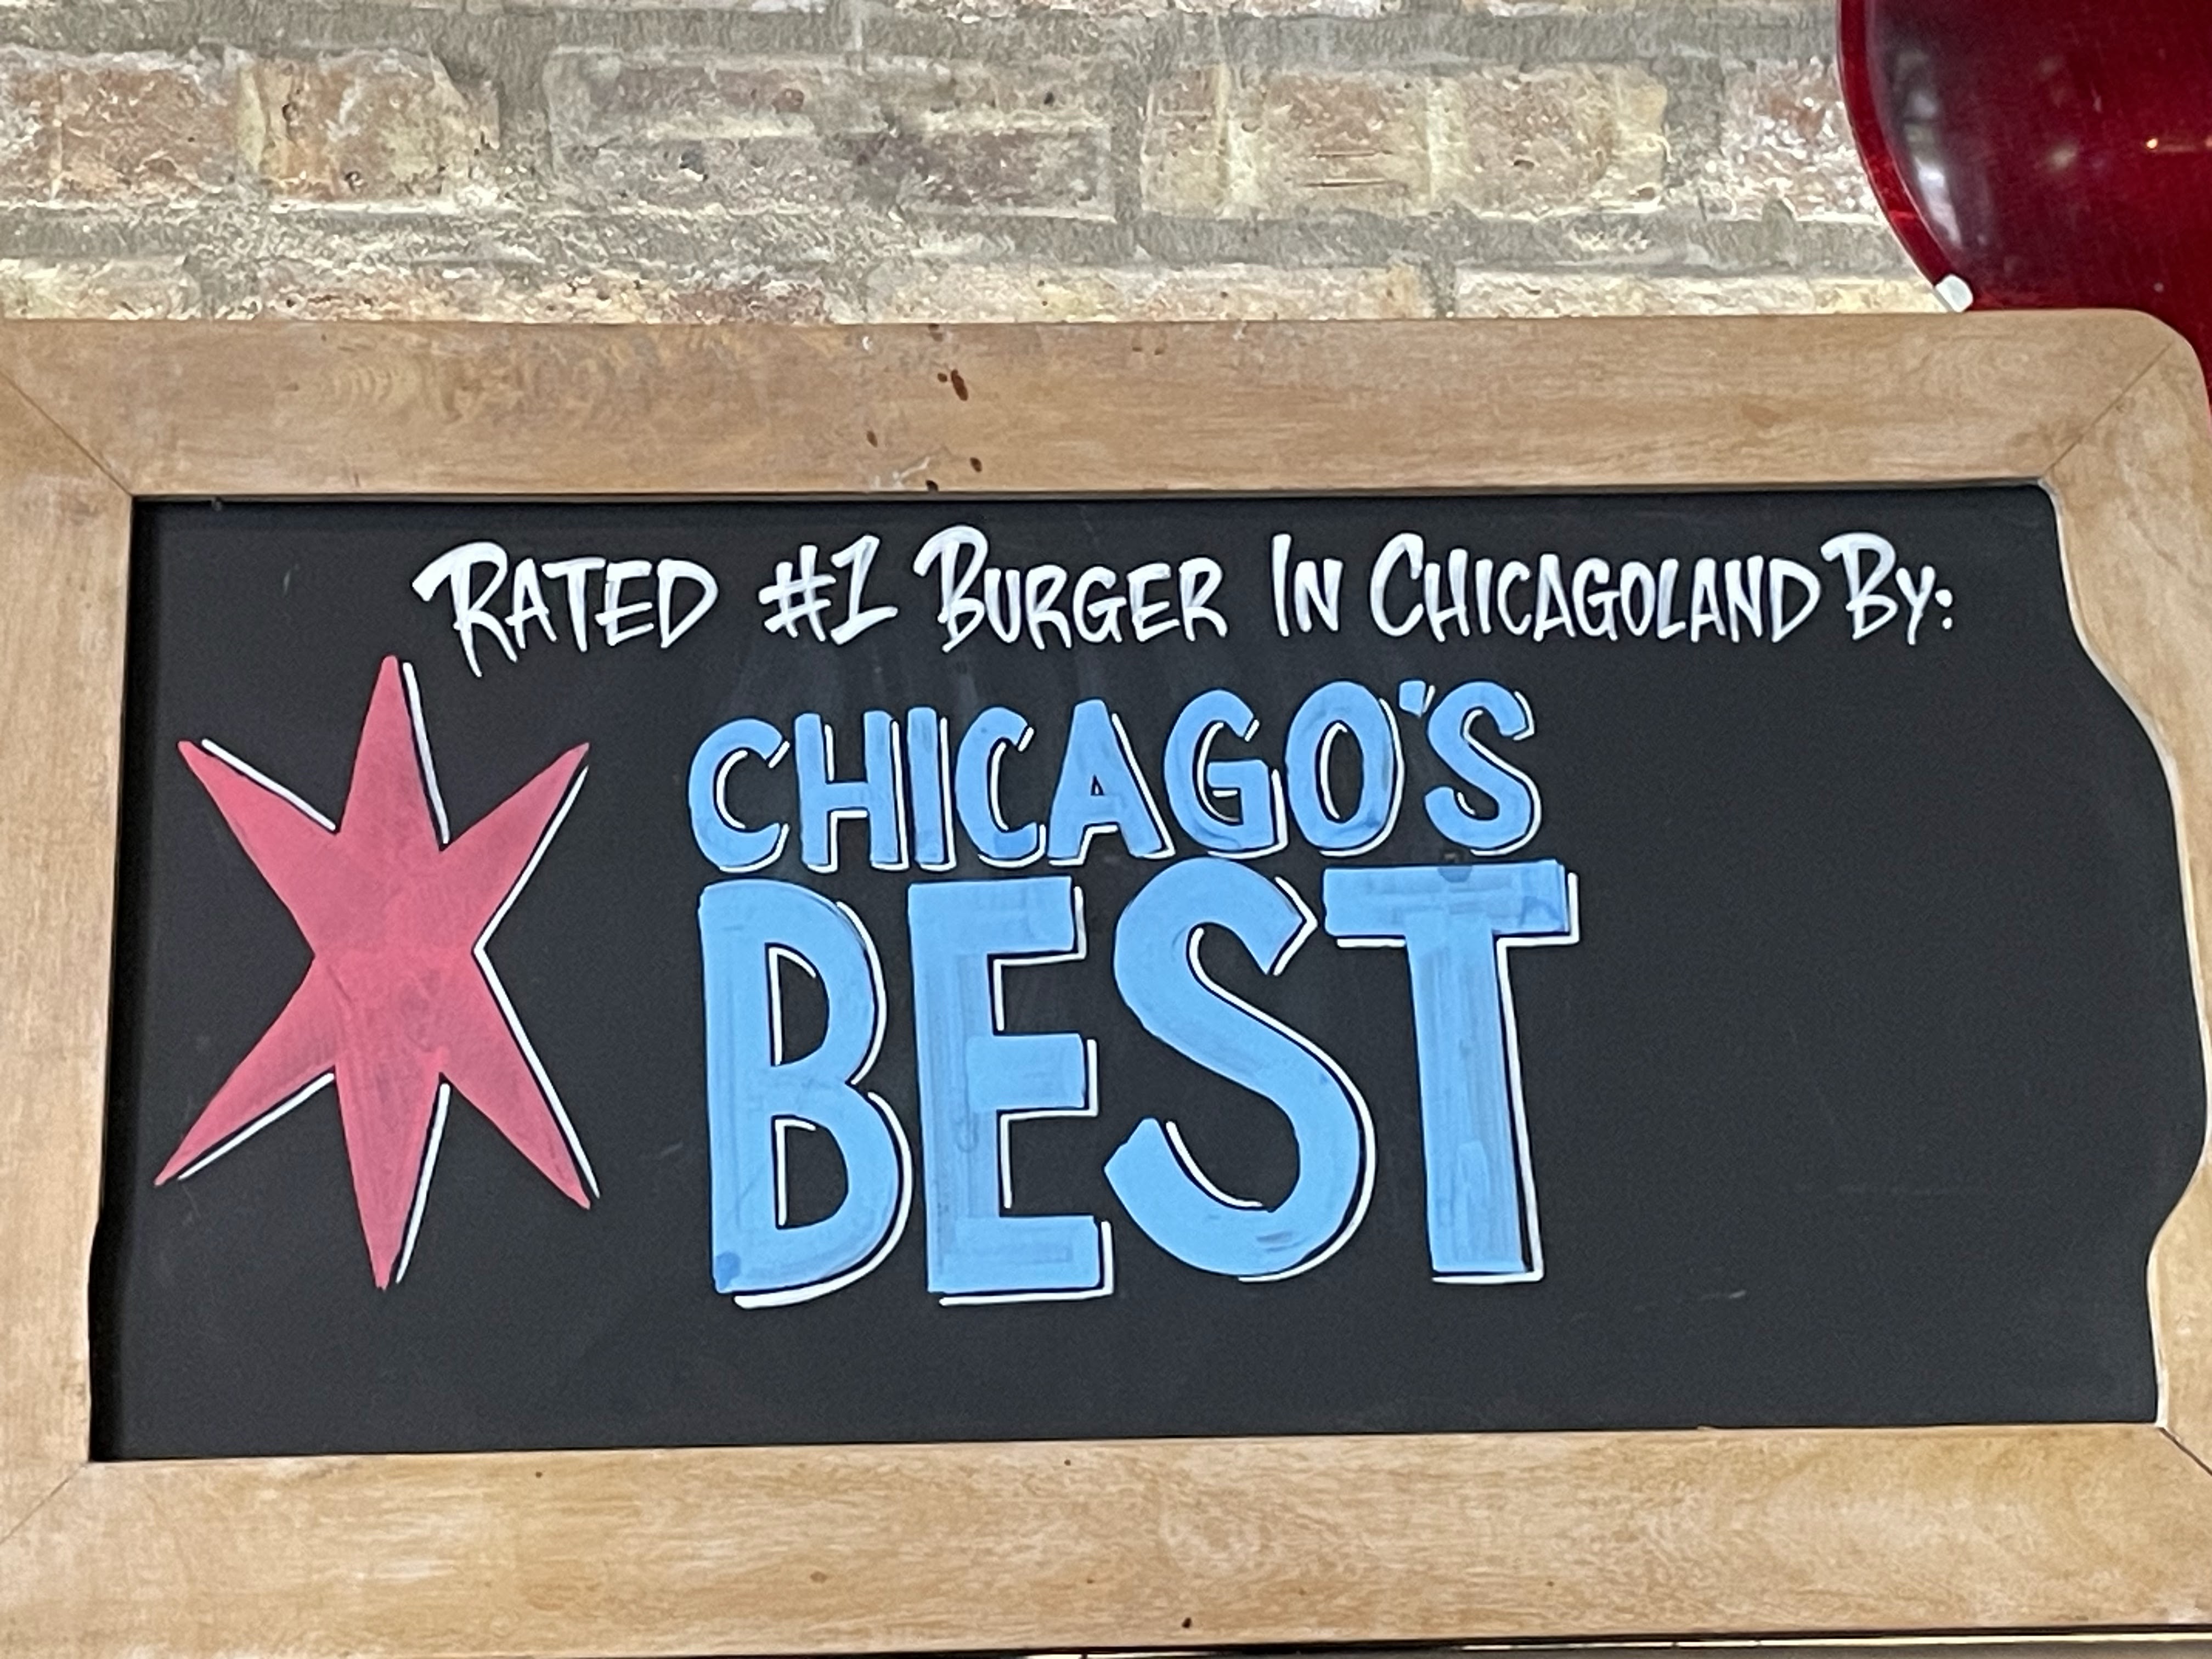 RATED #1 BURGER IN CHICAGOLAND BY:
CHICAGO'S
BEST